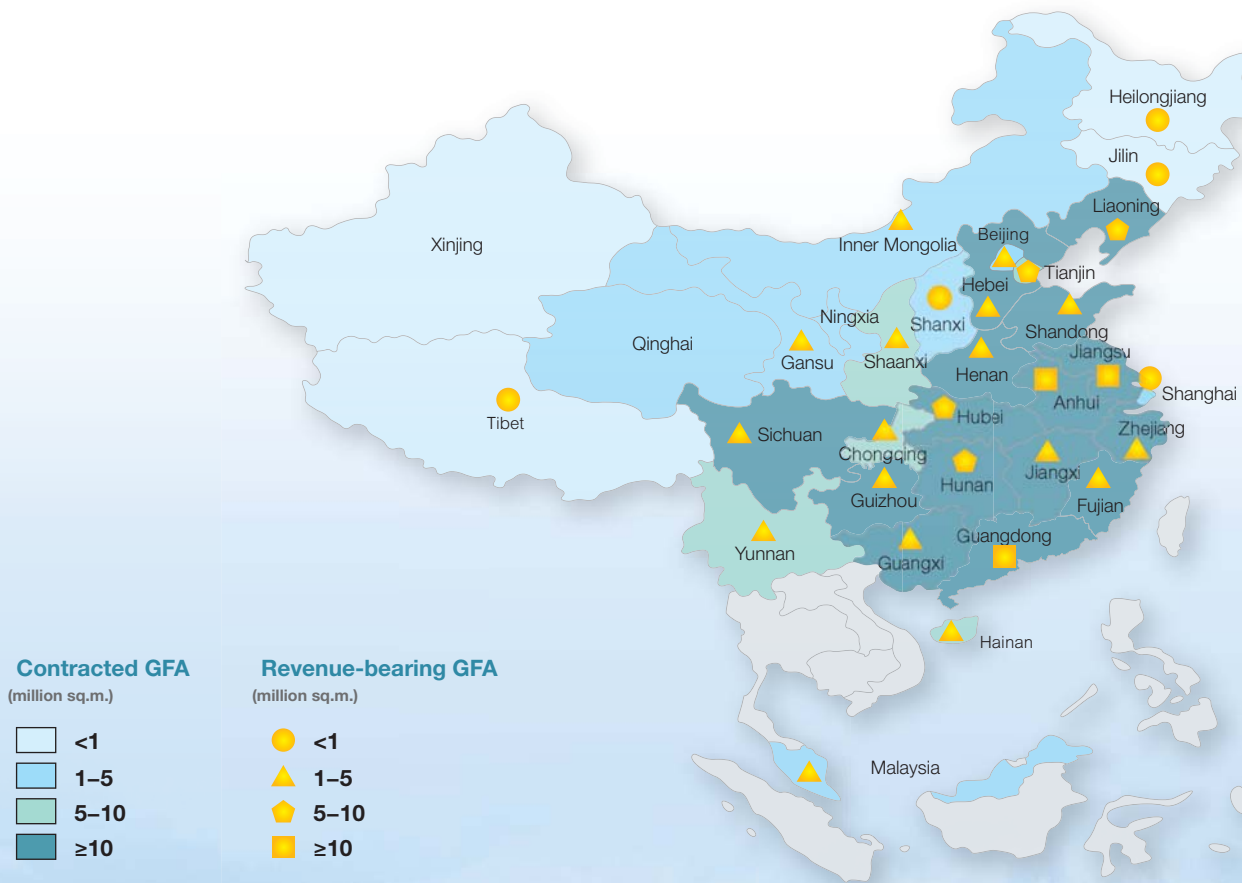 Heilongjiang
Jilin
Liaoning
Xinjing
Inner Mongolia
Beijing
Tianjin
Hebei
Ningxia
Shanxi
Qinghai
Gansu
Shaanxi
Shandong
Jiangsu
Henan
Anhui
Shanghai
Tibet
Sichuan
Hubei
Chongqing
Zhejiang
Guizhou
Hunan
Jiangxi
Fujian
Yunnan
Guangxi
Guangdong
Hainan
Malaysia
Contracted GFA
(million sq.m.)
<1
1–5
5–10
≥10
Revenue-bearing GFA
(million sq.m.)
<1
1–5
5–10
≥10